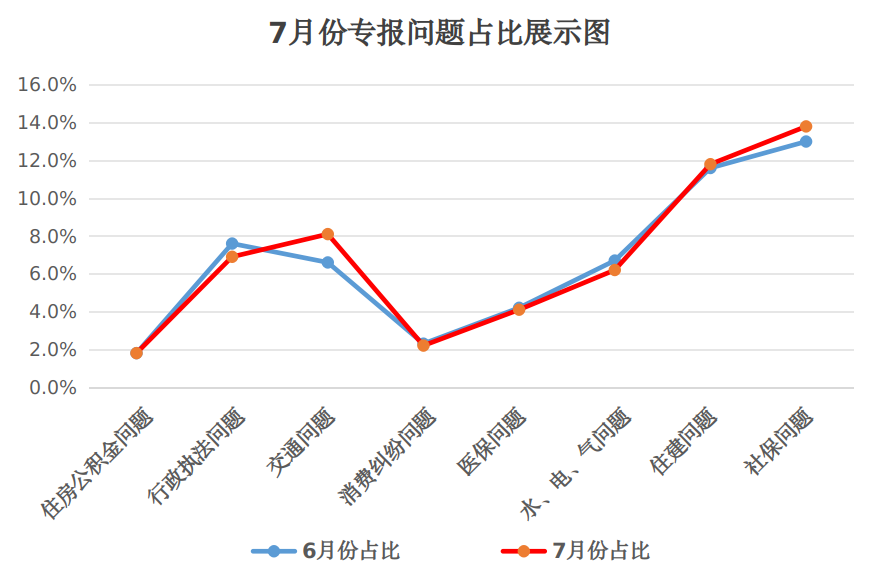 7月份专报问题占比展示图
16.0%
14.0%
12.0%
10.0%
8.0%
6.0%
4.0%
2.0%
0.0%
住房公积金问题
行政执法问题
交通问题
消费纠纷问题
医保问题
水、电、气问题
住建问题
社保问题
6月份占比
7月份占比